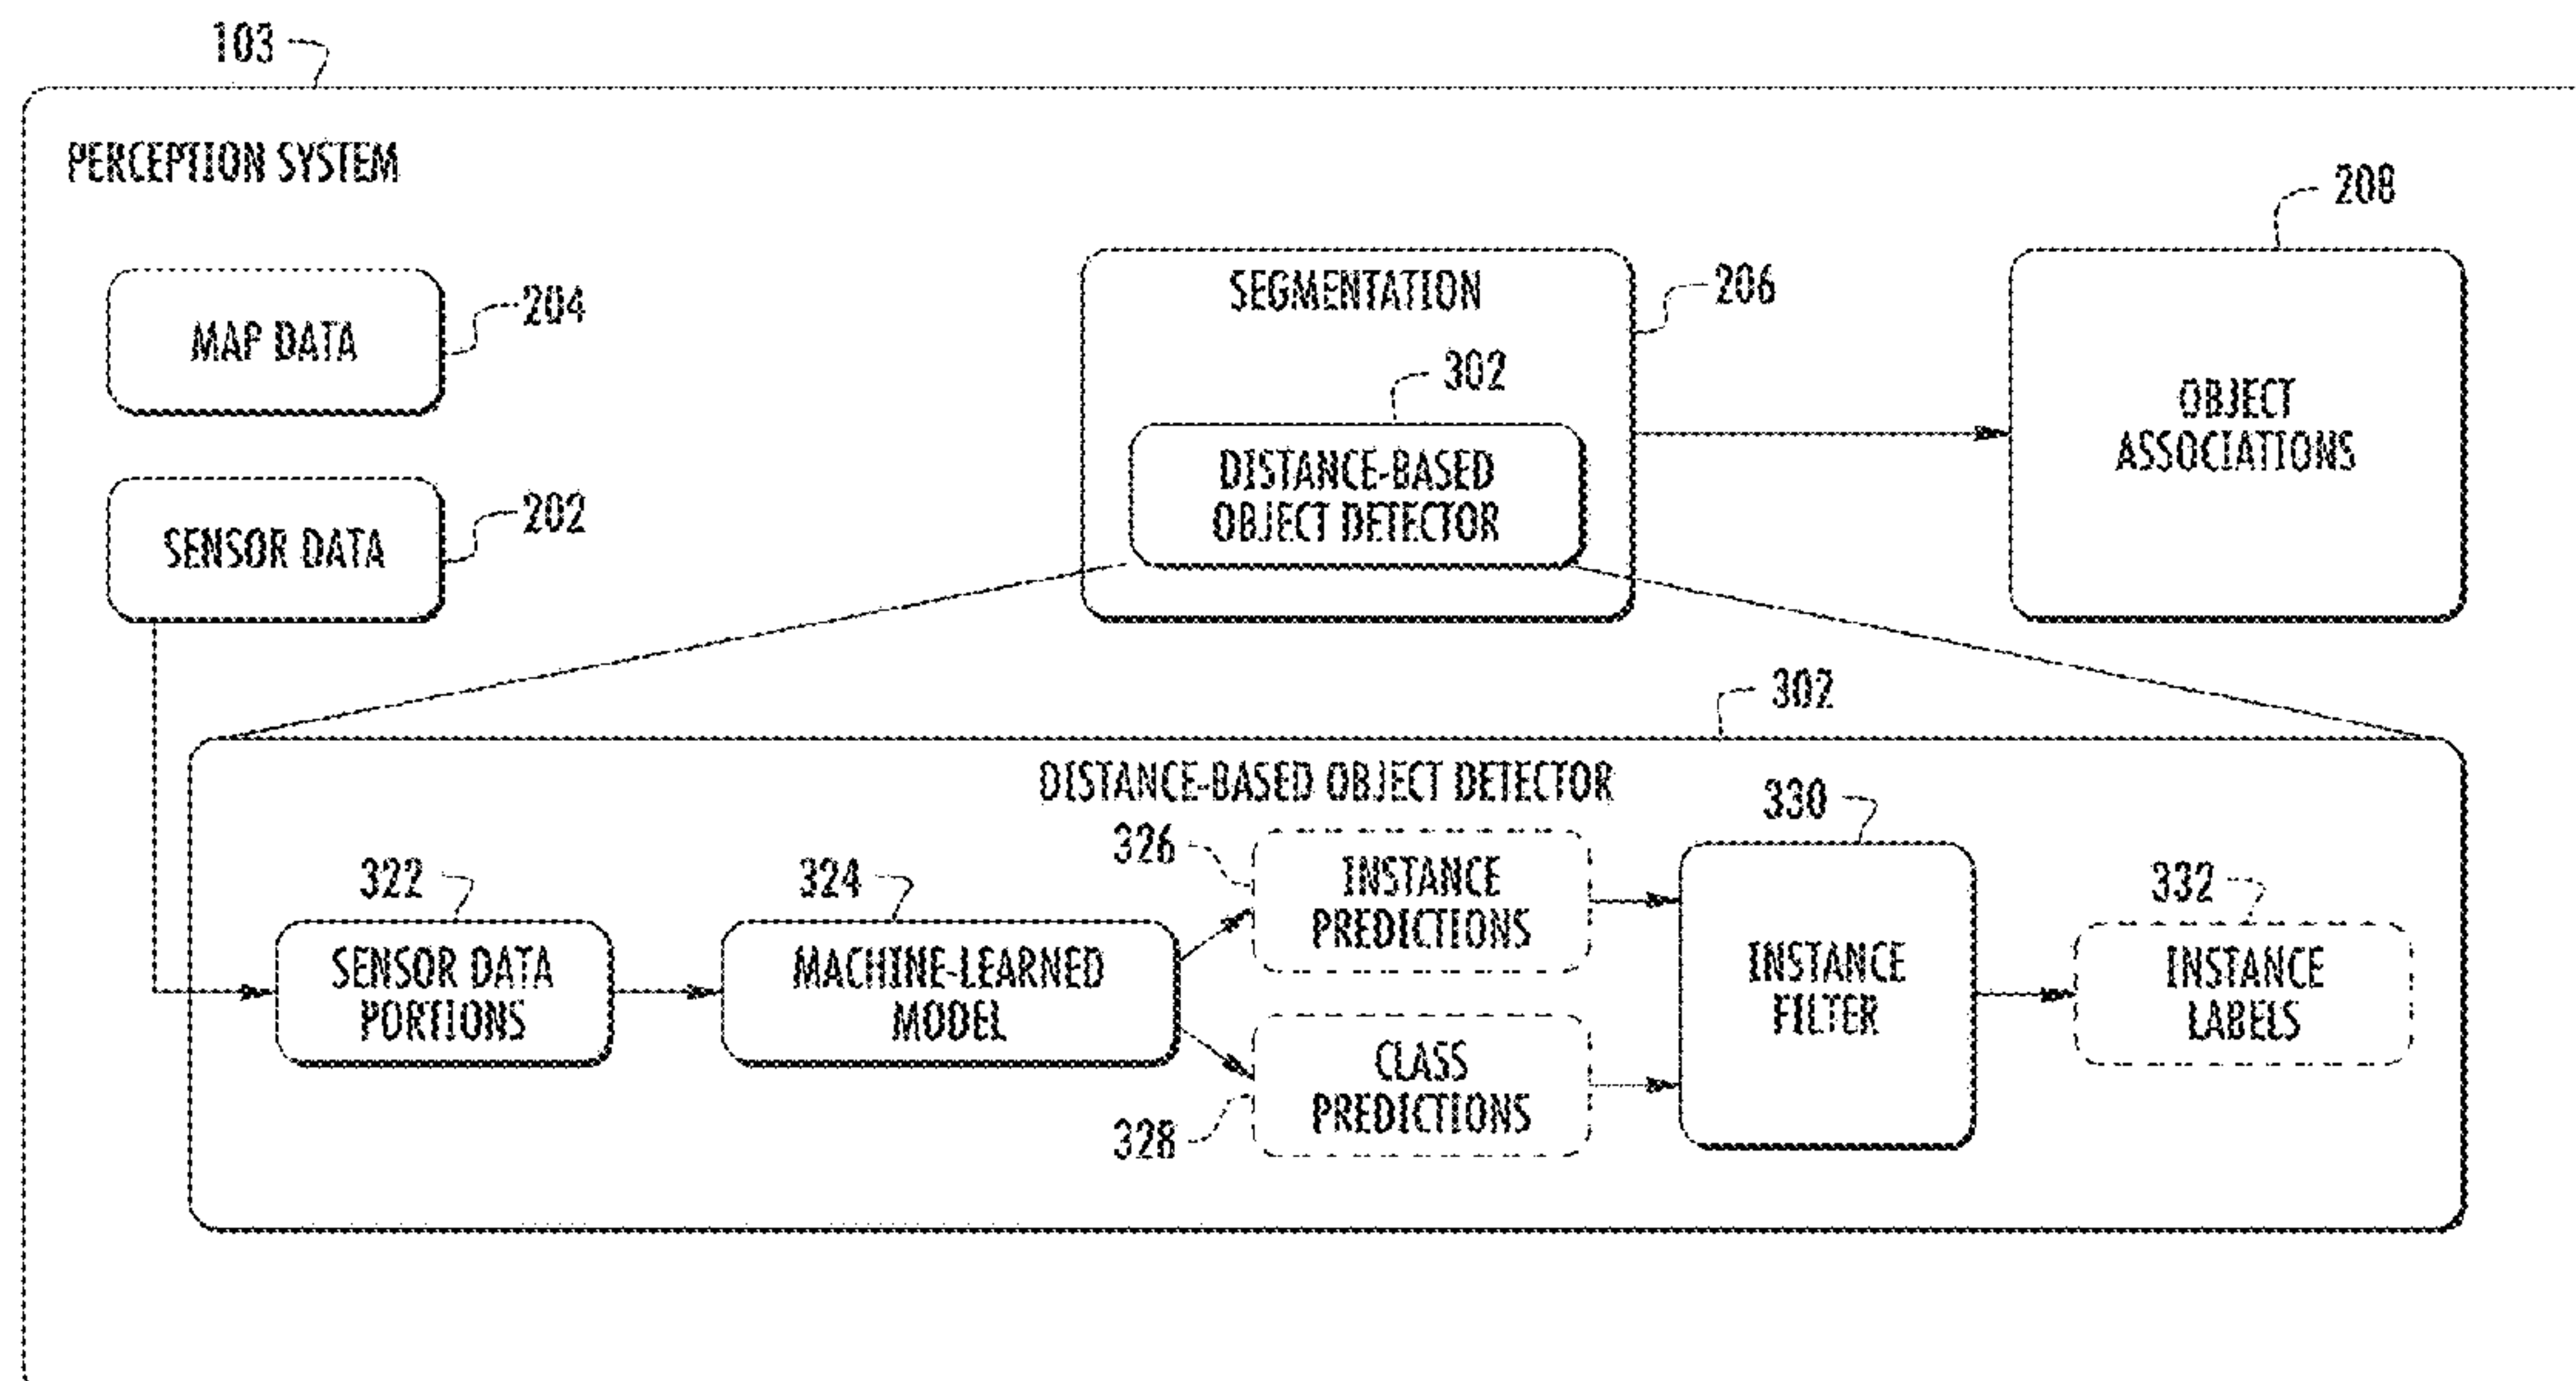 103
PERCEPTION SYSTEM
208
MAP DATA
204
SEGMENTATION
206
302
SENSOR DATA
202
DISTANCE-BASED
OBJECT DETECTOR
OBJECT
ASSOCIATIONS
302
DISTANCE-BASED OBJECT DETECTOR
322
SENSOR DATA
PORTIONS
324
MACHINE-LEARNED
MODEL
326
INSTANCE
PREDICTIONS
328
CLASS
PREDICTIONS
330
INSTANCE
FILTER
332
INSTANCE
LABELS